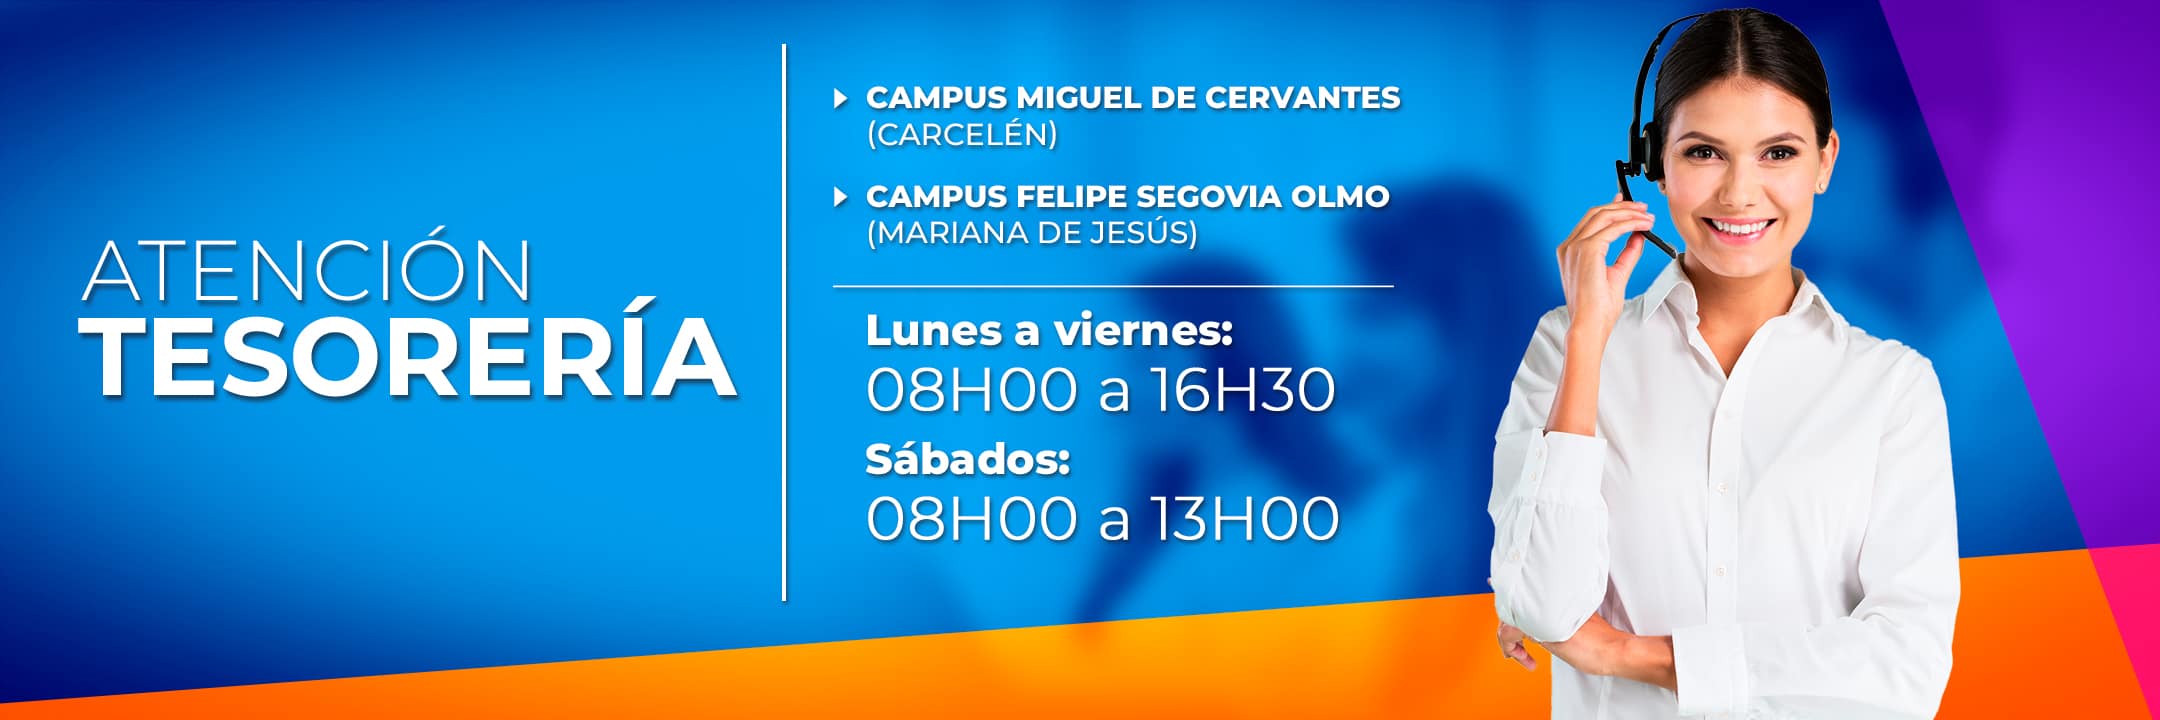 ATENCIÓN
TESORERÍA
CAMPUS MIGUEL DE CERVANTES
(CARCELÉN)
CAMPUS FELIPE SEGOVIA OLMO
(MARIANA DE JESÚS)
Lunes a viernes:
08H00 a 16H30
Sábados:
08H00 a 13H00